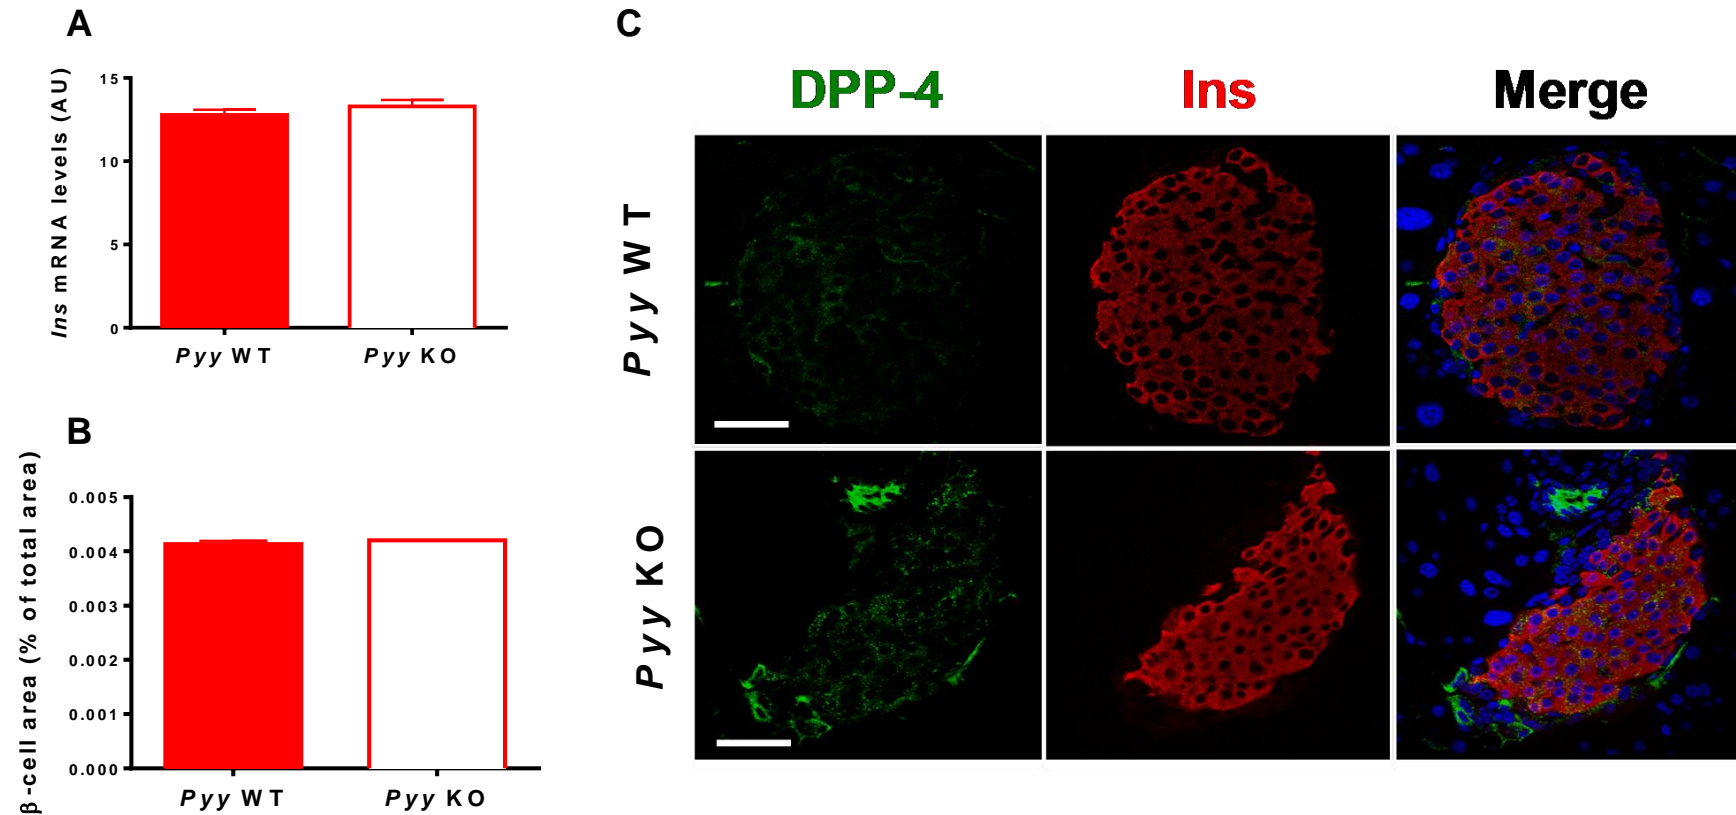 A
Ins mRNA levels (AU)
15
10
5
0
Pyy WT
Pyy KO
B
β-cell area (% of total area)
0.005
0.004
0.003
0.002
0.001
0.000
Pyy WT
Pyy KO
C
DPP-4
Ins
Merge
Pyy WT
Pyy KO